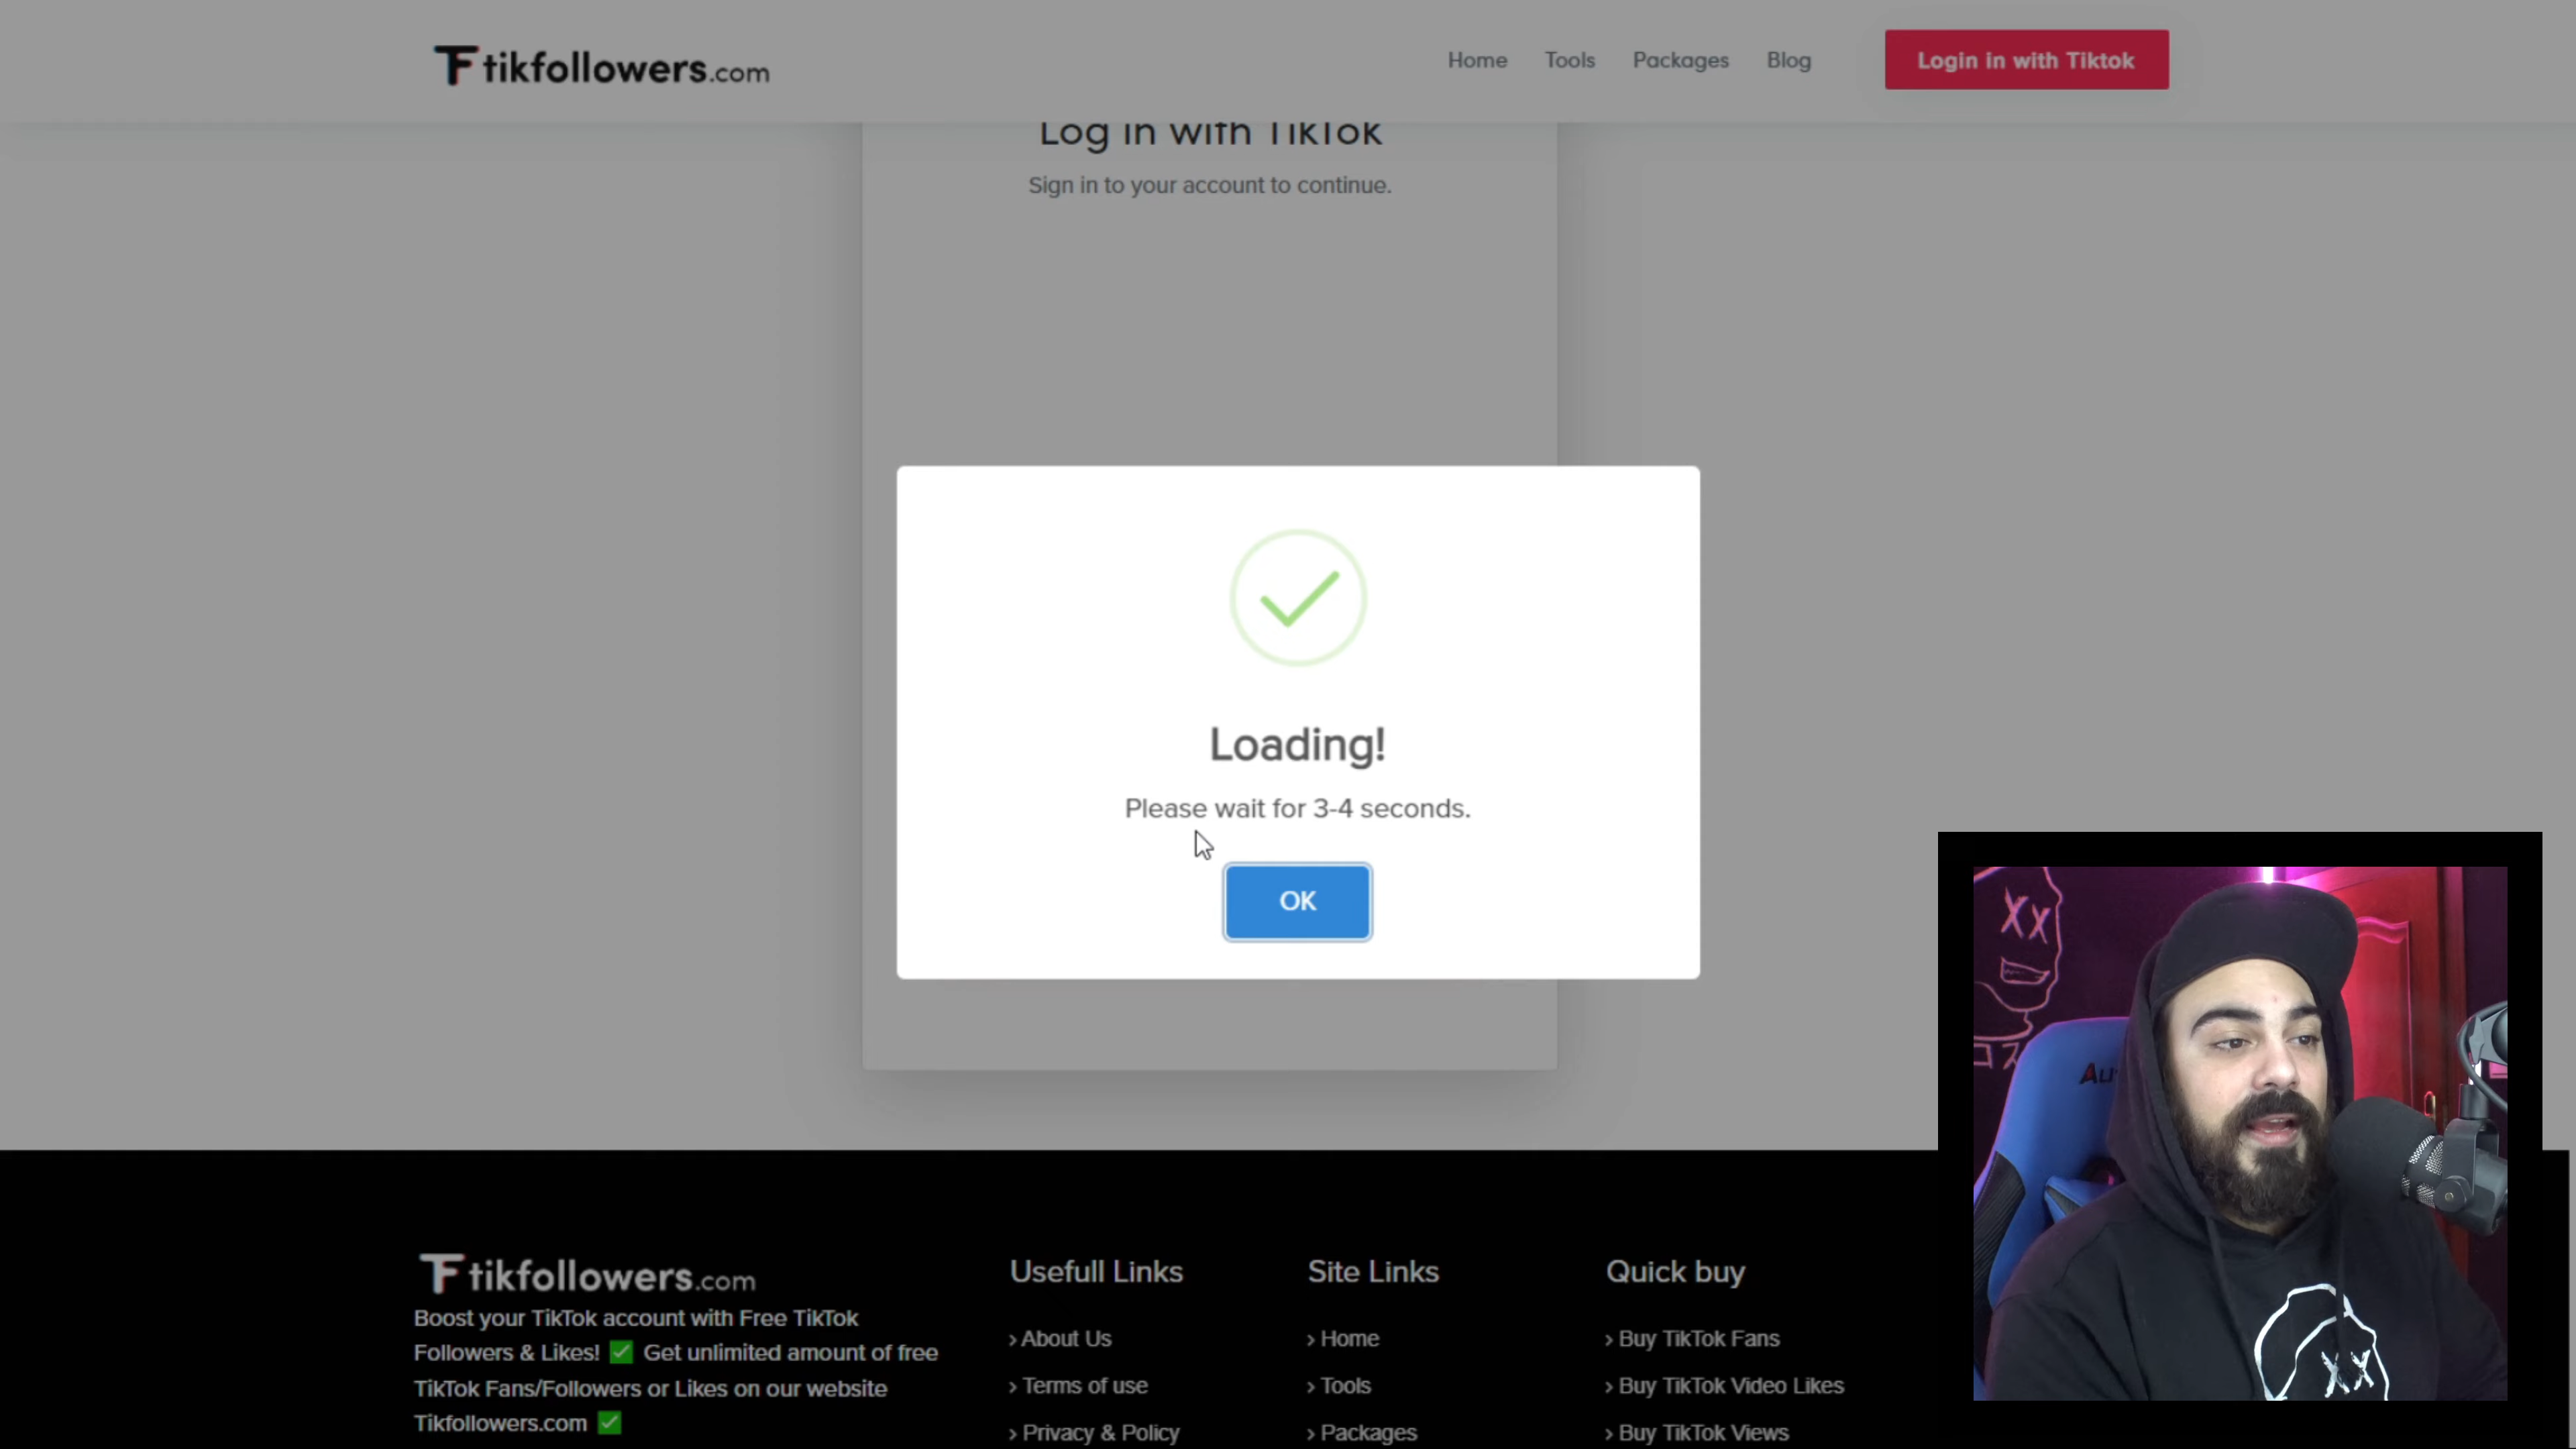 tikfollowers.com
Home Tools Packages Blog Login in with Tiktok
Log in with TikTok
Sign in to your account to continue.
Loading!
Please wait for 3-4 seconds.
OK
tikfollowers.com
Boost your TikTok account with Free TikTok
Followers & Likes! ✅ Get unlimited amount of free
TikTok Fans/Followers or Likes on our website
Tikfollowers.com ✅
Usefull Links
› About Us
› Terms of use
› Privacy & Policy
Site Links
› Home
› Tools
› Packages
Quick buy
› Buy TikTok Fans
› Buy TikTok Video Likes
› Buy TikTok Views
XX
XX